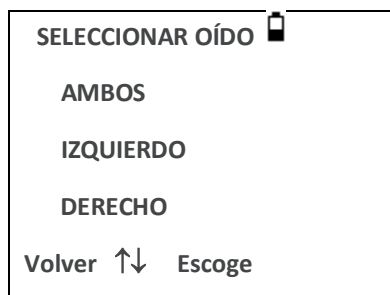 SELECCIONAR OÍDO
AMBOS
IZQUIERDO
DERECHO
Volver ↑↓ Escoge